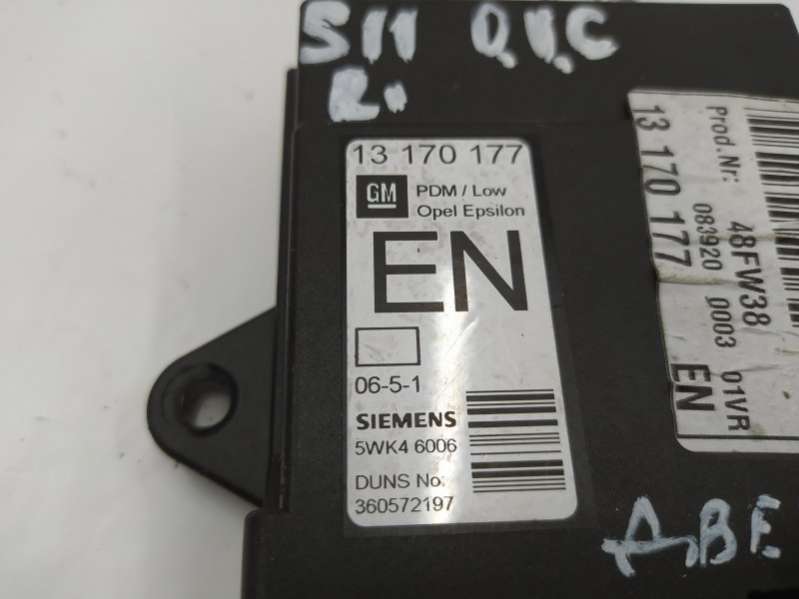 S11 Q.V.C
R.
13 170 177
GM PDM / Low
Opel Epsilon
EN
06-5-1
SIEMENS
5WK4 6006
DUNS No:
360572197
13 170 177
Prod.Nr: 48FW38
083920 0003 01VR
EN
ABE